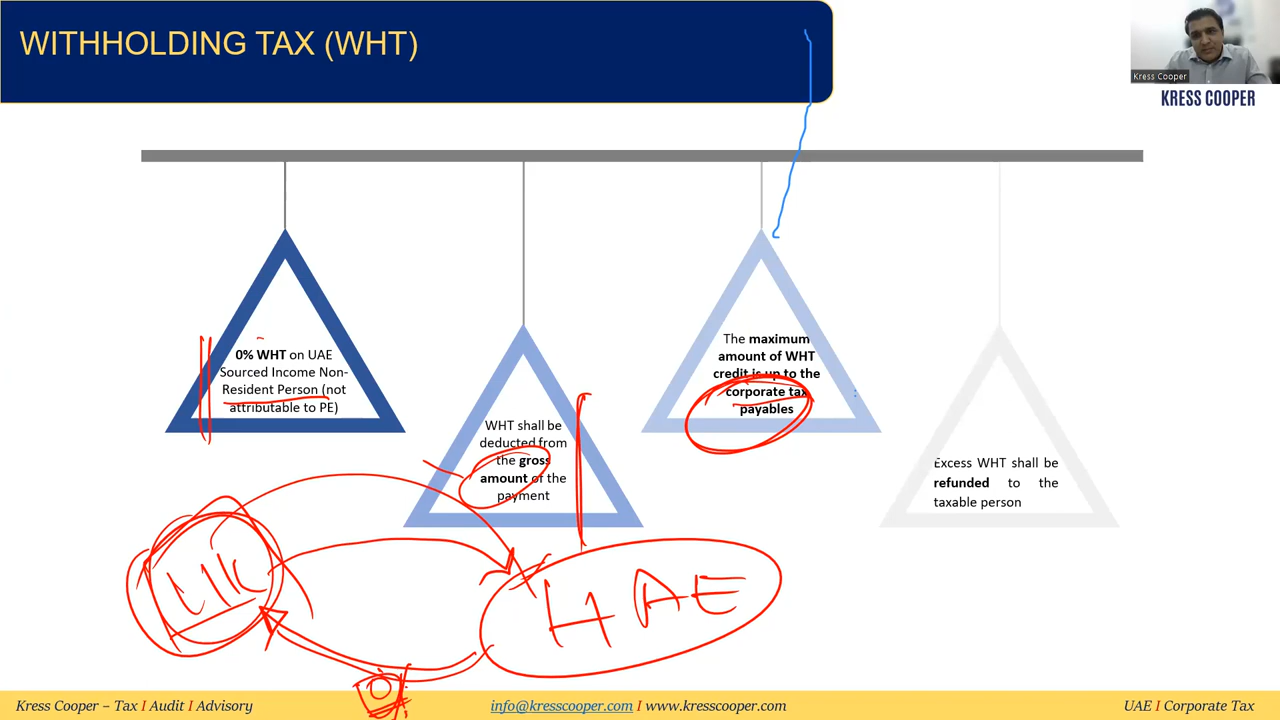 WITHHOLDING TAX (WHT)
Kress Cooper
KRESS COOPER
0% WHT on UAE
Sourced Income Non-
Resident Person (not
attributable to PE)
WHT shall be
deducted from
the gross
amount of the
payment
The maximum
amount of WHT
credit is up to the
corporate tax
payables
Excess WHT shall be
refunded to the
taxable person
UK
UAE
0%
Kress Cooper – Tax I Audit I Advisory
info@kresscooper.com I www.kresscooper.com
UAE I Corporate Tax